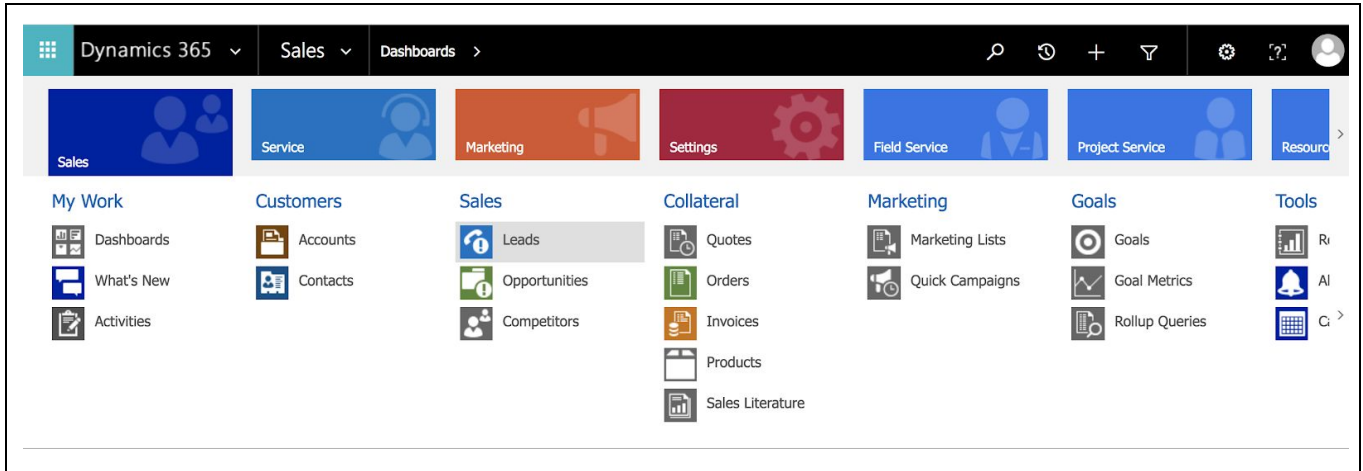 Dynamics 365 Sales Dashboards
Sales Service Marketing Settings Field Service Project Service Resourc
My Work
Dashboards
What's New
Activities
Customers
Accounts
Contacts
Sales
Leads
Opportunities
Competitors
Collateral
Quotes
Orders
Invoices
Products
Sales Literature
Marketing
Marketing Lists
Quick Campaigns
Goals
Goals
Goal Metrics
Rollup Queries
Tools
Al